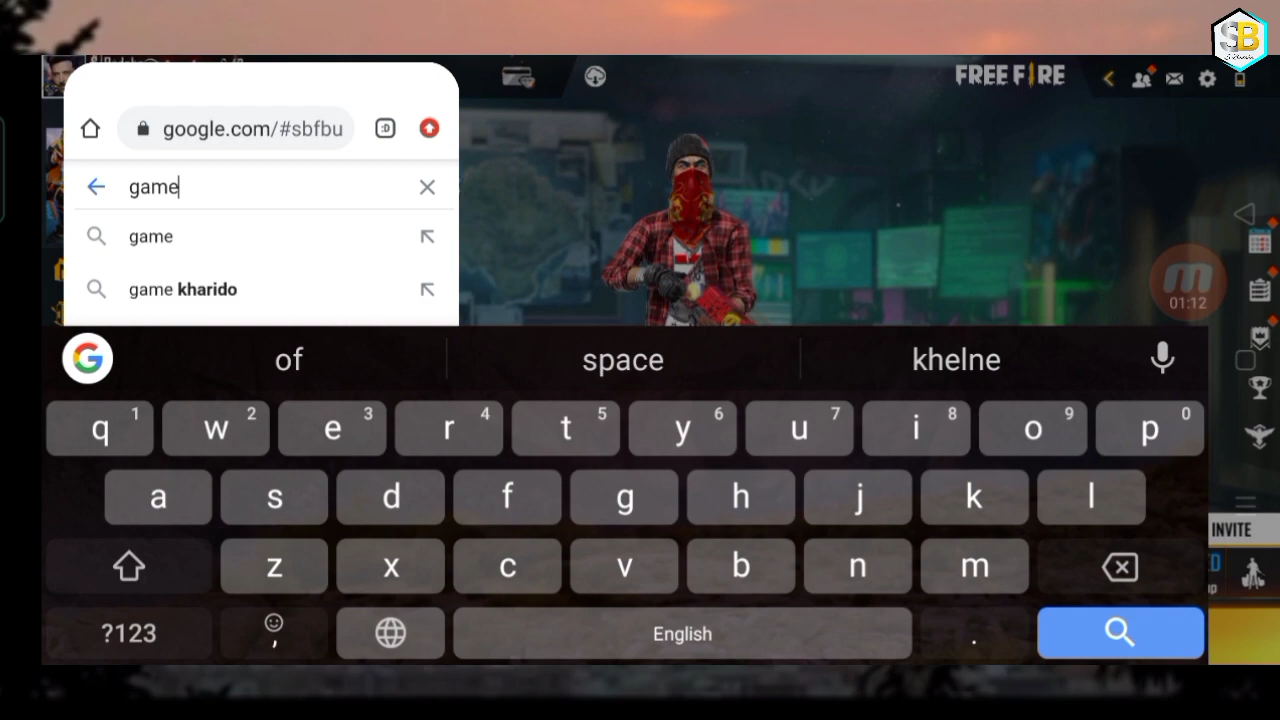 SB
FREE FIRE
:D
google.com/#sbfbu
game
game
game kharido
01:12
G
of space khelne
q 1 w 2 e 3 r 4 t 5 y 6 u 7 i 8 o 9 p 0
a s d f g h j k l
z x c v b n m
INVITE
?123 , English .